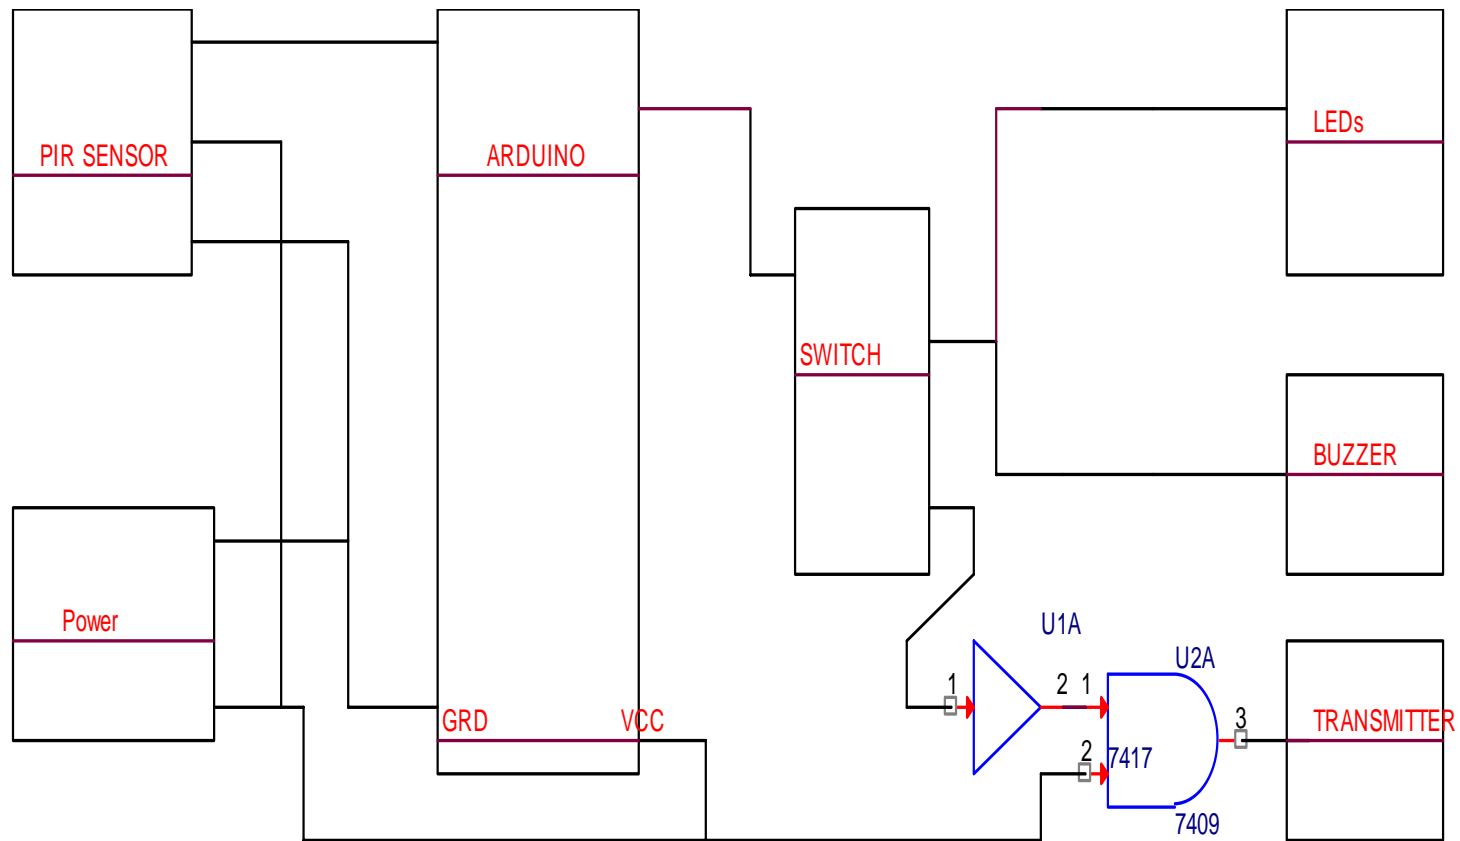 PIR SENSOR
ARDUINO
LEDs
SWITCH
BUZZER
Power
U1A
U2A
1
2 1
GRD
VCC
3
TRANSMITTER
2
7417
7409